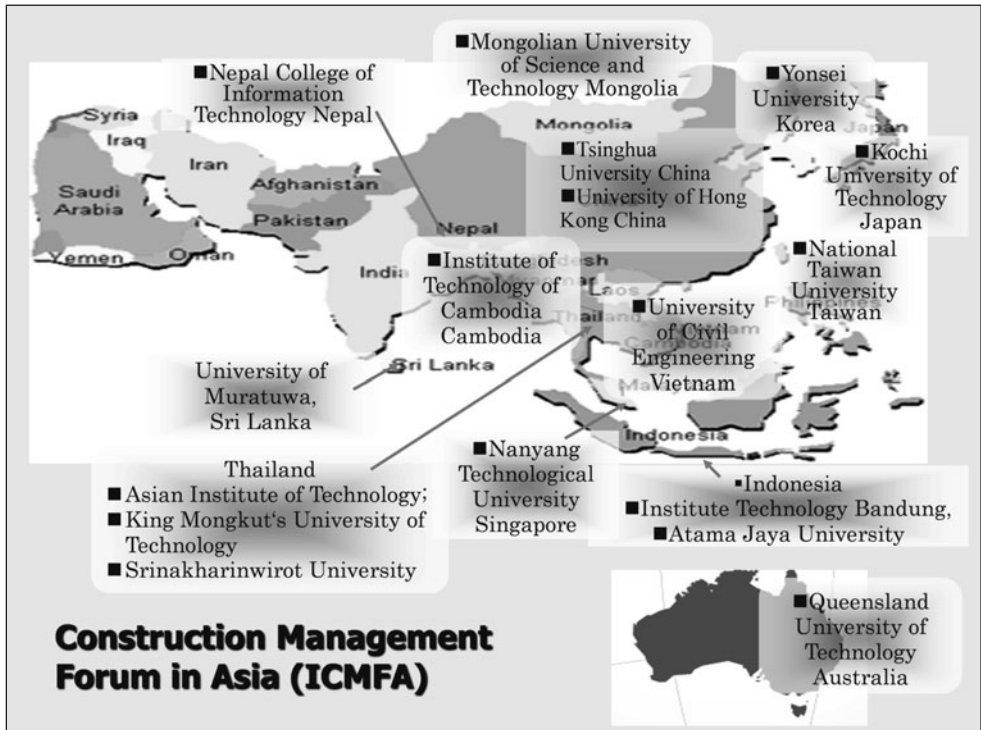 ■Mongolian University
of Science and
Technology Mongolia
■Nepal College of
Information
Technology Nepal
■Yonsei
University
Korea
Syria
Iraq
Iran
Mongolia
Japan
■Tsinghua
University China
■University of Hong
Kong China
■Kochi
University of
Technology
Japan
Saudi
Arabia
Afghanistan
Pakistan
Nepal
Yemen
Oman
India
■Institute of
Technology of
Cambodia
Cambodia
Laos
Thailand
■National
Taiwan
University
Taiwan
■University
of Civil
Engineering
Vietnam
Sri Lanka
University of
Muratuwa,
Sri Lanka
Indonesia
Thailand
■Asian Institute of Technology;
■King Mongkut‘s University of
Technology
■Srinakharinwirot University
■Nanyang
Technological
University
Singapore
▪Indonesia
■Institute Technology Bandung,
■Atama Jaya University
■Queensland
University of
Technology
Australia
Construction Management
Forum in Asia (ICMFA)